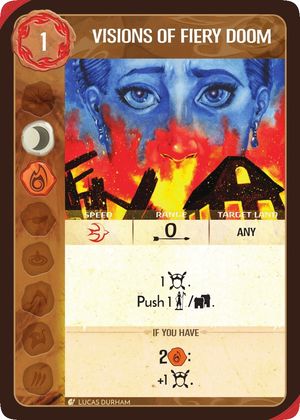 1
VISIONS OF FIERY DOOM
SPEED RANGE TARGET LAND
0 ANY
1 .
Push 1 / .
IF YOU HAVE
2 :
+1 .
LUCAS DURHAM